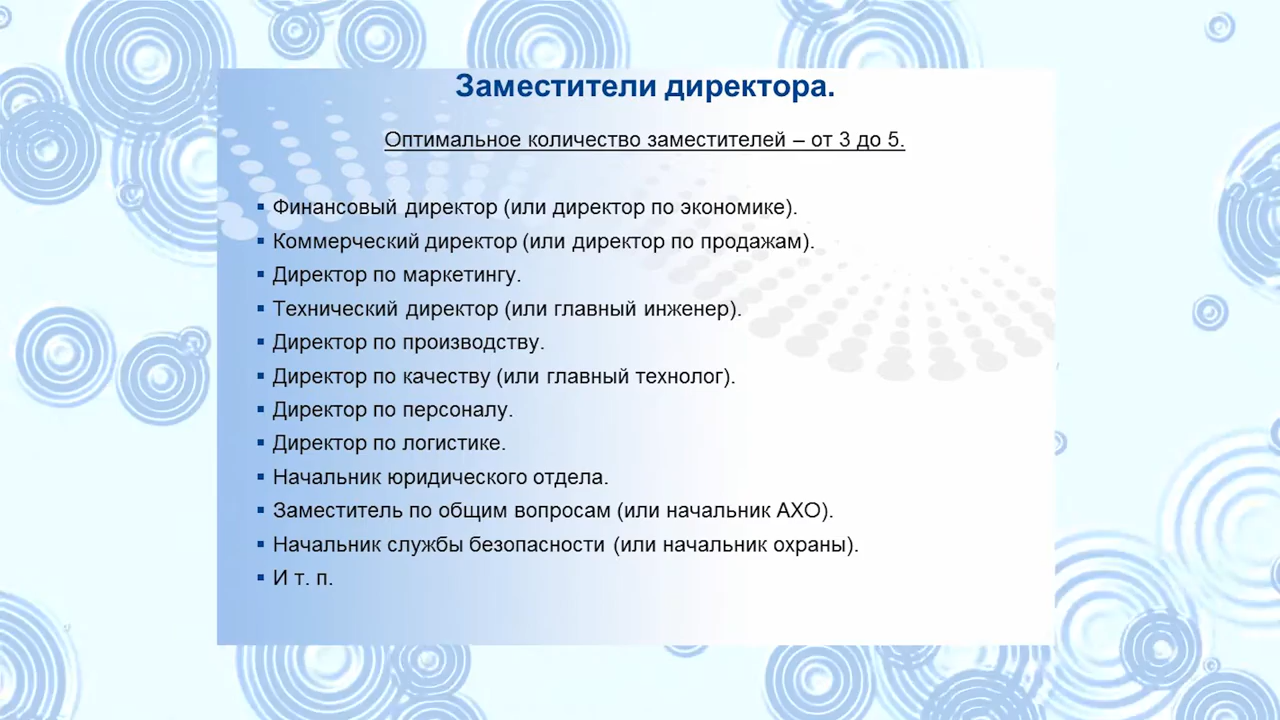 Заместители директора.
Оптимальное количество заместителей – от 3 до 5.
▪ Финансовый директор (или директор по экономике).
▪ Коммерческий директор (или директор по продажам).
▪ Директор по маркетингу.
▪ Технический директор (или главный инженер).
▪ Директор по производству.
▪ Директор по качеству (или главный технолог).
▪ Директор по персоналу.
▪ Директор по логистике.
▪ Начальник юридического отдела.
▪ Заместитель по общим вопросам (или начальник АХО).
▪ Начальник службы безопасности (или начальник охраны).
▪ И т. п.